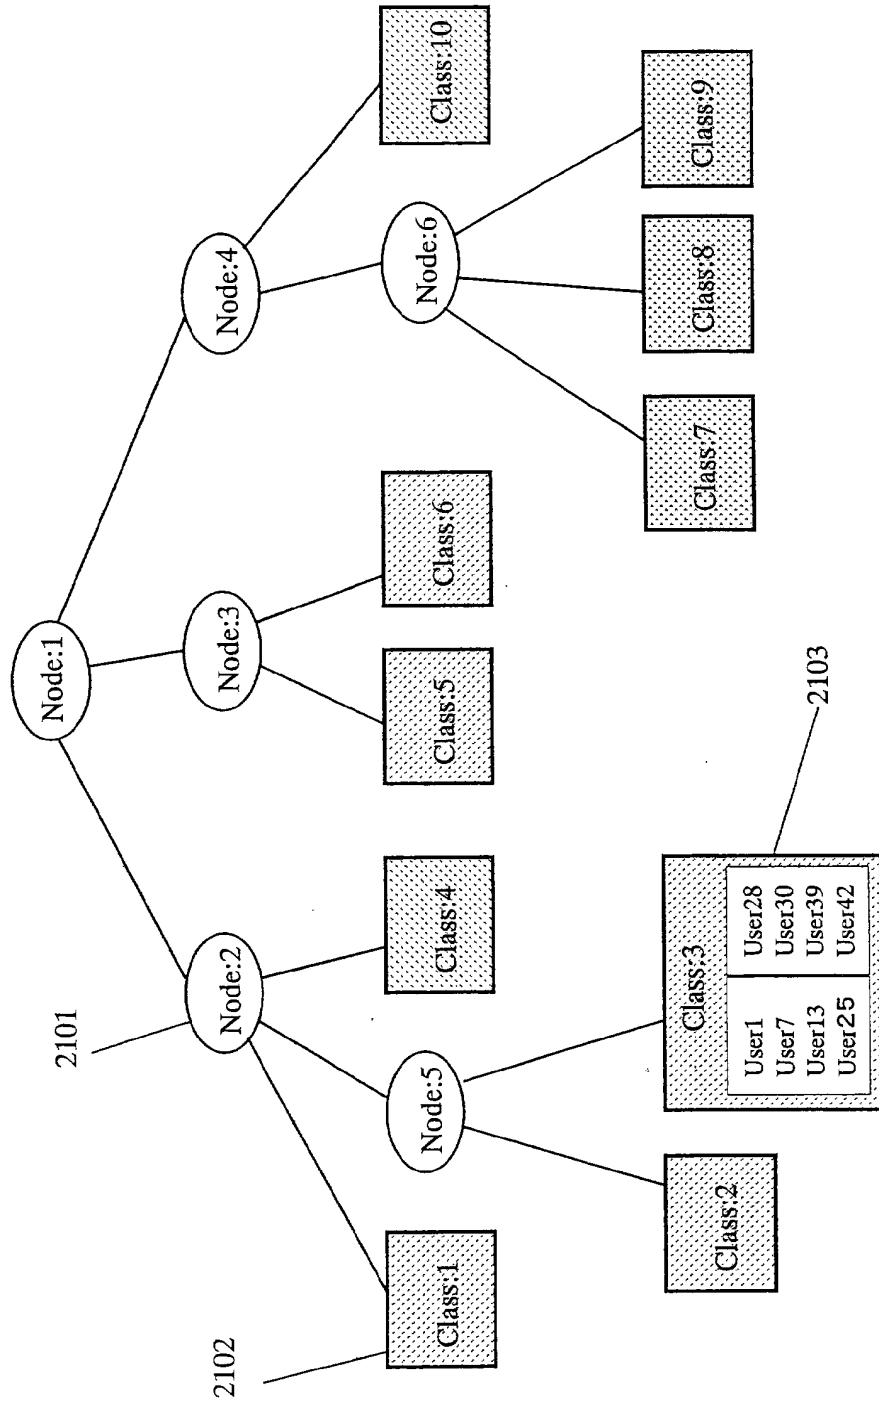 Node:1
2101
Node:2
Node:3
Node:4
2102
Class:1
Node:5
Class:4
Class:5
Class:6
Node:6
Class:10
Class:2
Class:3
User1
User7
User13
User25
User28
User30
User39
User42
2103
Class:7
Class:8
Class:9